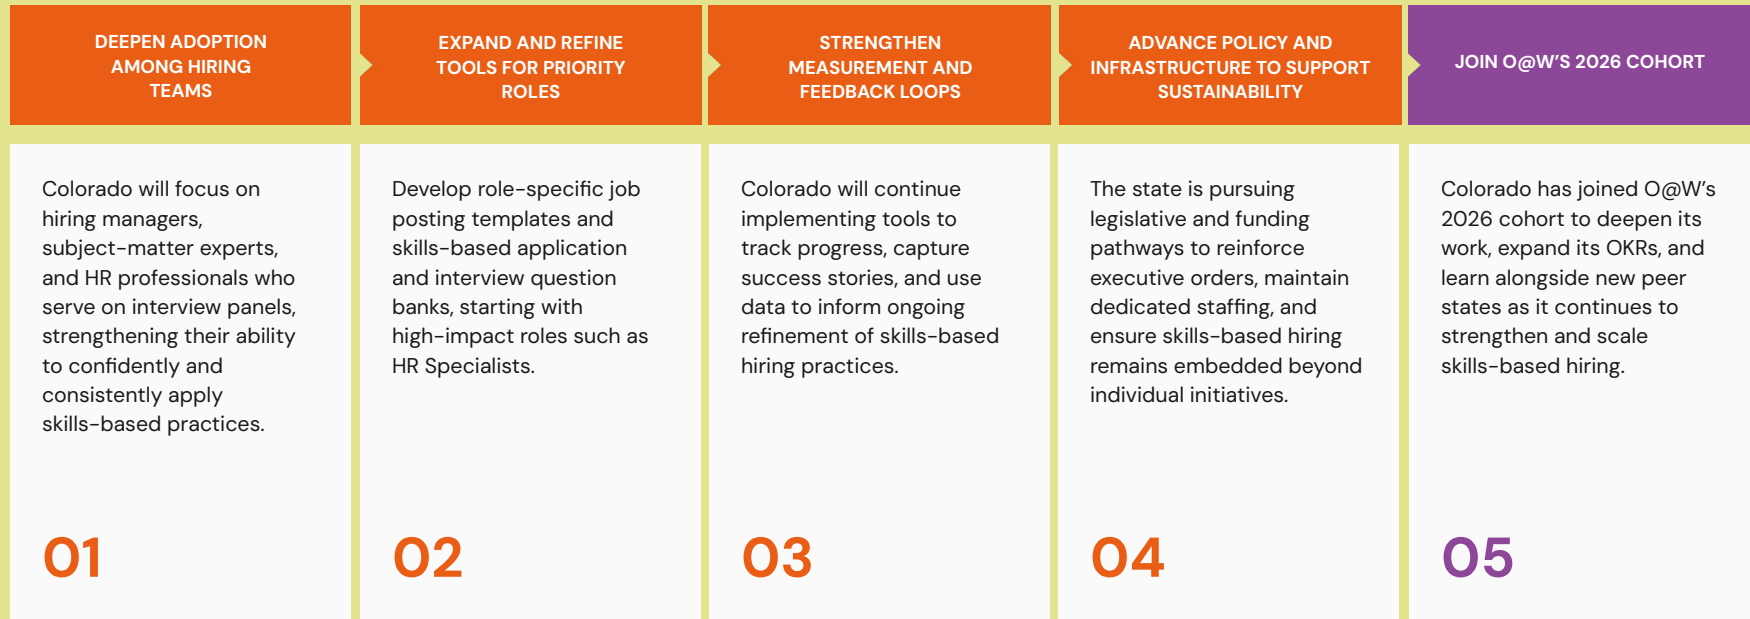 DEEPEN ADOPTION
AMONG HIRING
TEAMS
EXPAND AND REFINE
TOOLS FOR PRIORITY
ROLES
STRENGTHEN
MEASUREMENT AND
FEEDBACK LOOPS
ADVANCE POLICY AND
INFRASTRUCTURE TO SUPPORT
SUSTAINABILITY
JOIN O@W'S 2026 COHORT
Colorado will focus on
hiring managers,
subject-matter experts,
and HR professionals who
serve on interview panels,
strengthening their ability
to confidently and
consistently apply
skills-based practices.
01
Develop role-specific job
posting templates and
skills-based application
and interview question
banks, starting with
high-impact roles such as
HR Specialists.
02
Colorado will continue
implementing tools to
track progress, capture
success stories, and use
data to inform ongoing
refinement of skills-based
hiring practices.
03
The state is pursuing
legislative and funding
pathways to reinforce
executive orders, maintain
dedicated staffing, and
ensure skills-based hiring
remains embedded beyond
individual initiatives.
04
Colorado has joined O@W's
2026 cohort to deepen its
work, expand its OKRs, and
learn alongside new peer
states as it continues to
strengthen and scale
skills-based hiring.
05